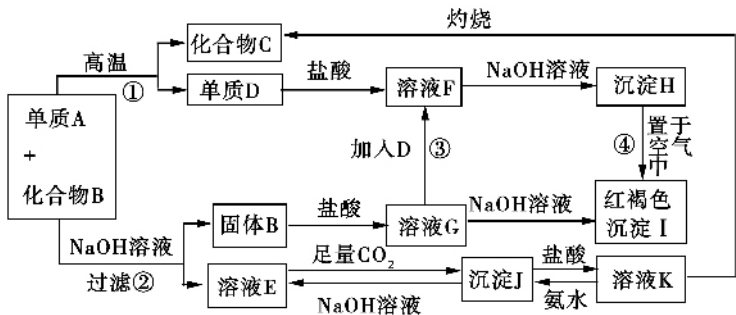 灼烧
化合物C
高温
①
单质D
盐酸
溶液F
NaOH溶液
沉淀H
单质A
+
化合物B
加入D
③
④
置于
空气
中
NaOH溶液
过滤②
固体B
盐酸
溶液G
NaOH溶液
红褐色
沉淀I
溶液E
足量CO₂
NaOH溶液
沉淀J
盐酸
氨水
溶液K